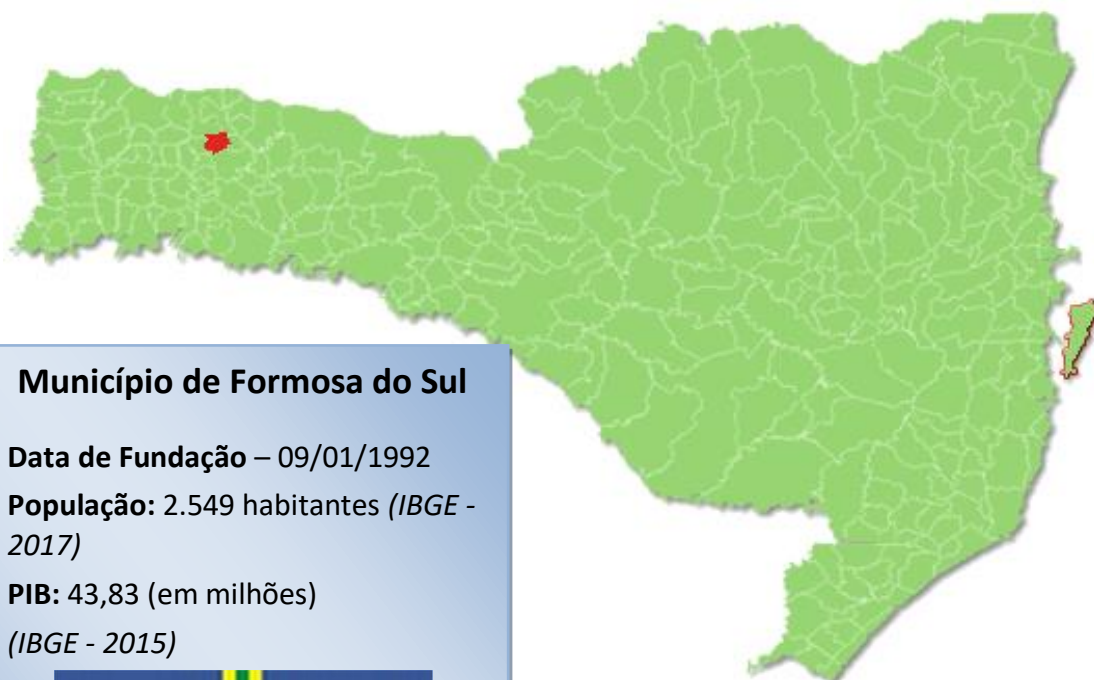 Município de Formosa do Sul
Data de Fundação – 09/01/1992
População: 2.549 habitantes (IBGE -
2017)
PIB: 43,83 (em milhões)
(IBGE - 2015)